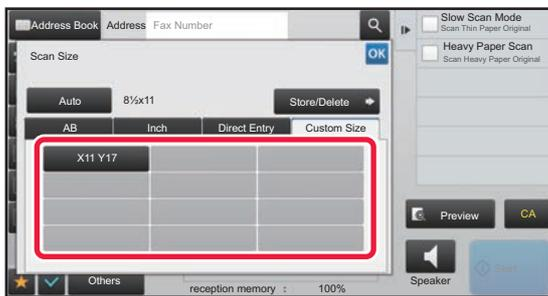 Address Book Address Fax Number
Slow Scan Mode
Scan Thin Paper Original
Heavy Paper Scan
Scan Heavy Paper Original
Scan Size
OK
Auto 8½x11 Store/Delete
AB Inch Direct Entry Custom Size
X11 Y17
Preview CA
Start
Others
reception memory : 100%
Speaker